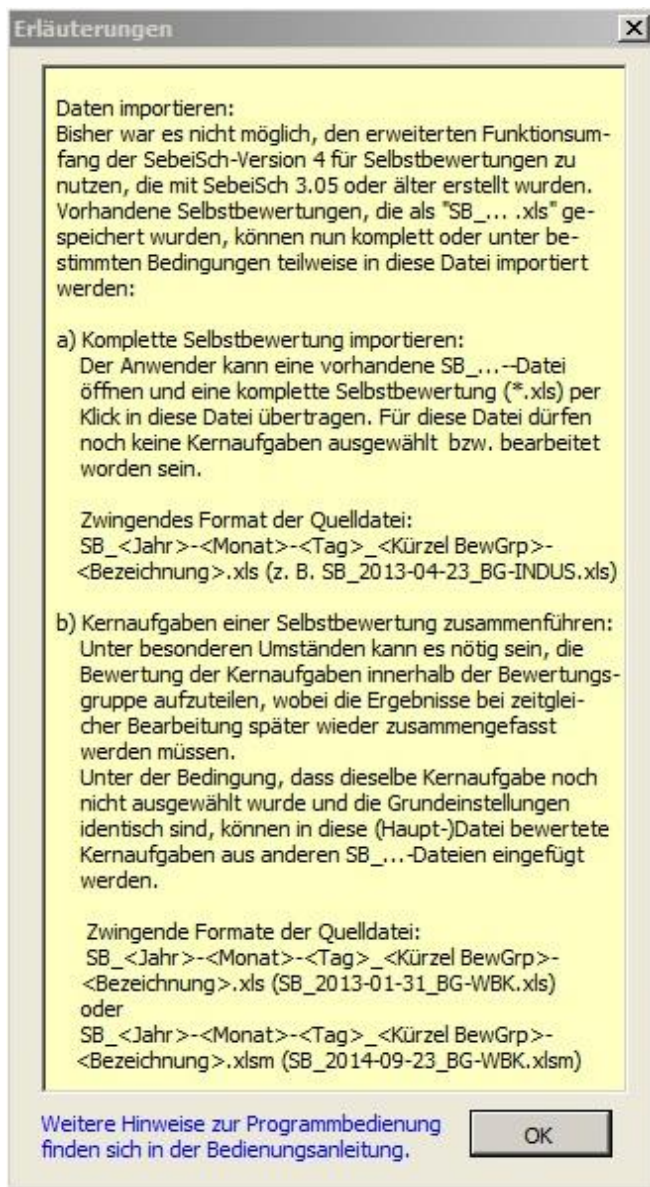 Erläuterungen
Daten importieren:
Bisher war es nicht möglich, den erweiterten Funktionsum-
fang der SebeiSch-Version 4 für Selbstbewertungen zu
nutzen, die mit SebeiSch 3.05 oder älter erstellt wurden.
Vorhandene Selbstbewertungen, die als "SB_... .xls" ge-
speichert wurden, können nun komplett oder unter be-
stimmten Bedingungen teilweise in diese Datei importiert
werden:
a) Komplette Selbstbewertung importieren:
Der Anwender kann eine vorhandene SB_...--Datei
öffnen und eine komplette Selbstbewertung (*.xls) per
Klick in diese Datei übertragen. Für diese Datei dürfen
noch keine Kernaufgaben ausgewählt bzw. bearbeitet
worden sein.
Zwingendes Format der Quelldatei:
SB_<Jahr>-<Monat>-<Tag>_<Kürzel BewGrp>-
<Bezeichnung>.xls (z. B. SB_2013-04-23_BG-INDUS.xls)
b) Kernaufgaben einer Selbstbewertung zusammenführen:
Unter besonderen Umständen kann es nötig sein, die
Bewertung der Kernaufgaben innerhalb der Bewertungs-
gruppe aufzuteilen, wobei die Ergebnisse bei zeitglei-
cher Bearbeitung später wieder zusammengefasst
werden müssen.
Unter der Bedingung, dass dieselbe Kernaufgabe noch
nicht ausgewählt wurde und die Grundeinstellungen
identisch sind, können in diese (Haupt-)Datei bewertete
Kernaufgaben aus anderen SB_...-Dateien eingefügt
werden.
Zwingende Formate der Quelldatei:
SB_<Jahr>-<Monat>-<Tag>_<Kürzel BewGrp>-
<Bezeichnung>.xls (SB_2013-01-31_BG-WBK.xls)
oder
SB_<Jahr>-<Monat>-<Tag>_<Kürzel BewGrp>-
<Bezeichnung>.xlsm (SB_2014-09-23_BG-WBK.xlsm)
Weitere Hinweise zur Programmbedienung
finden sich in der Bedienungsanleitung.
OK